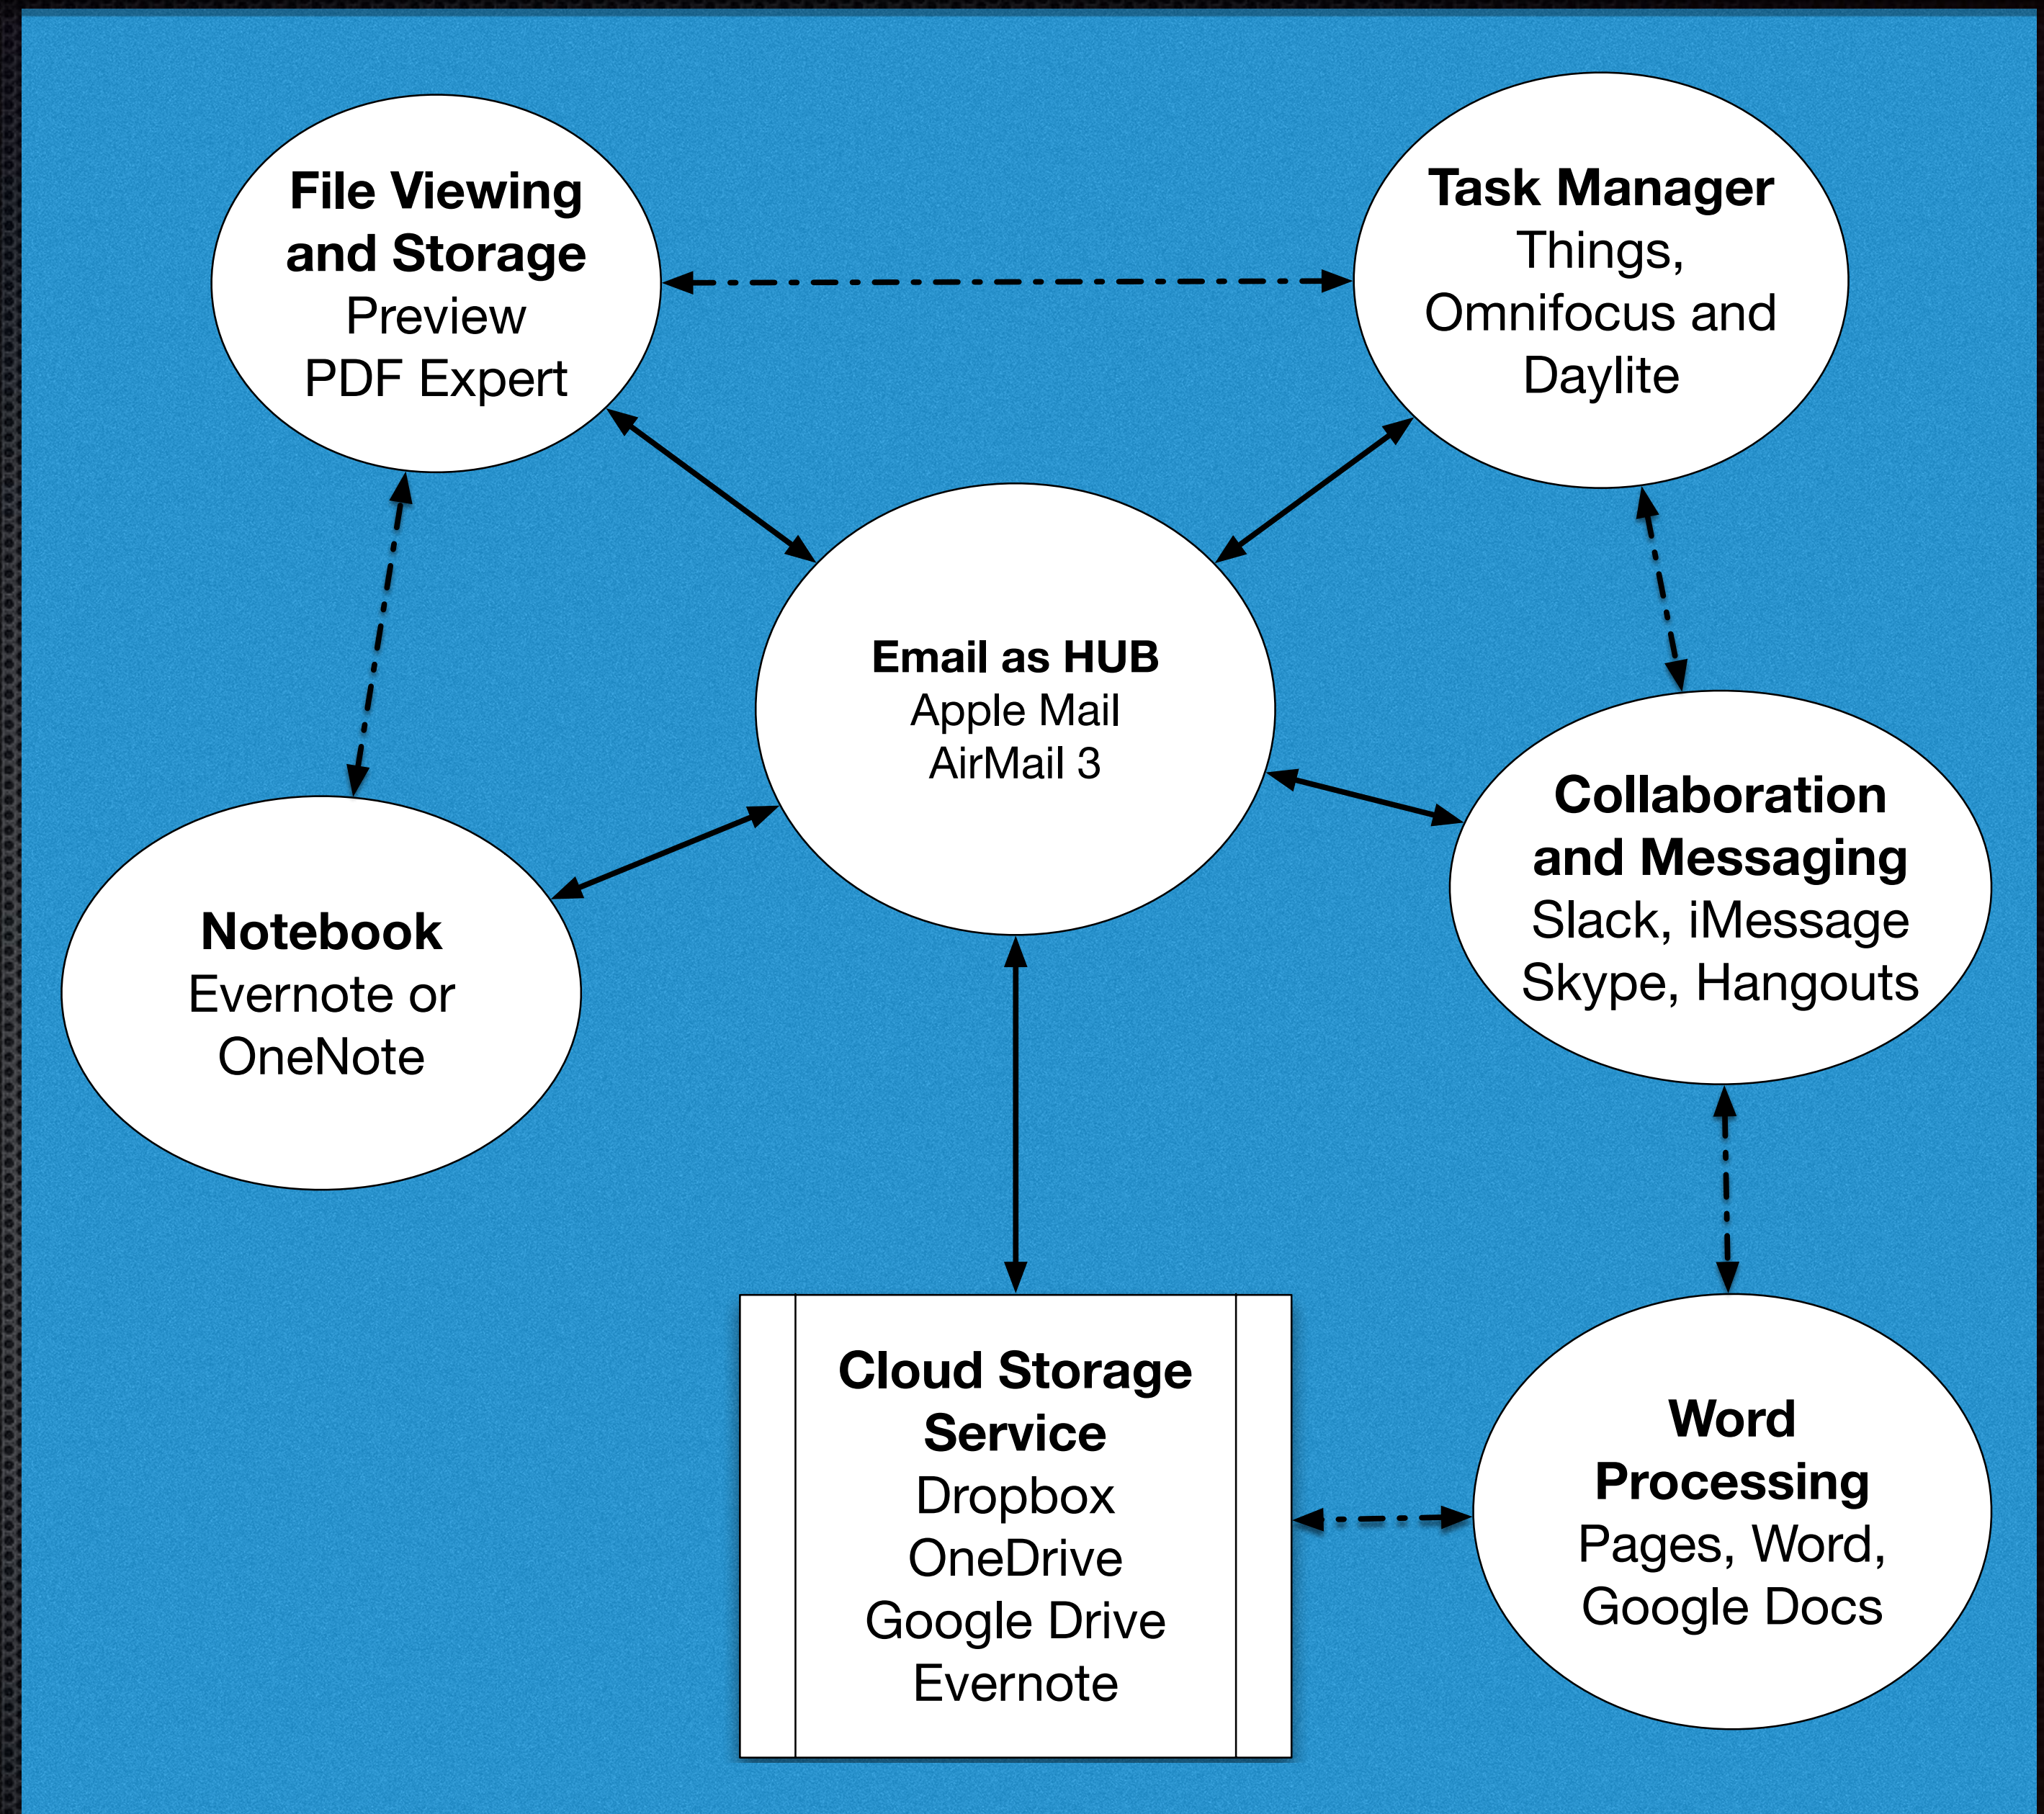 File Viewing
and Storage
Preview
PDF Expert
Task Manager
Things,
Omnifocus and
Daylite
Email as HUB
Apple Mail
AirMail 3
Collaboration
and Messaging
Slack, iMessage
Skype, Hangouts
Notebook
Evernote or
OneNote
Cloud Storage
Service
Dropbox
OneDrive
Google Drive
Evernote
Word
Processing
Pages, Word,
Google Docs